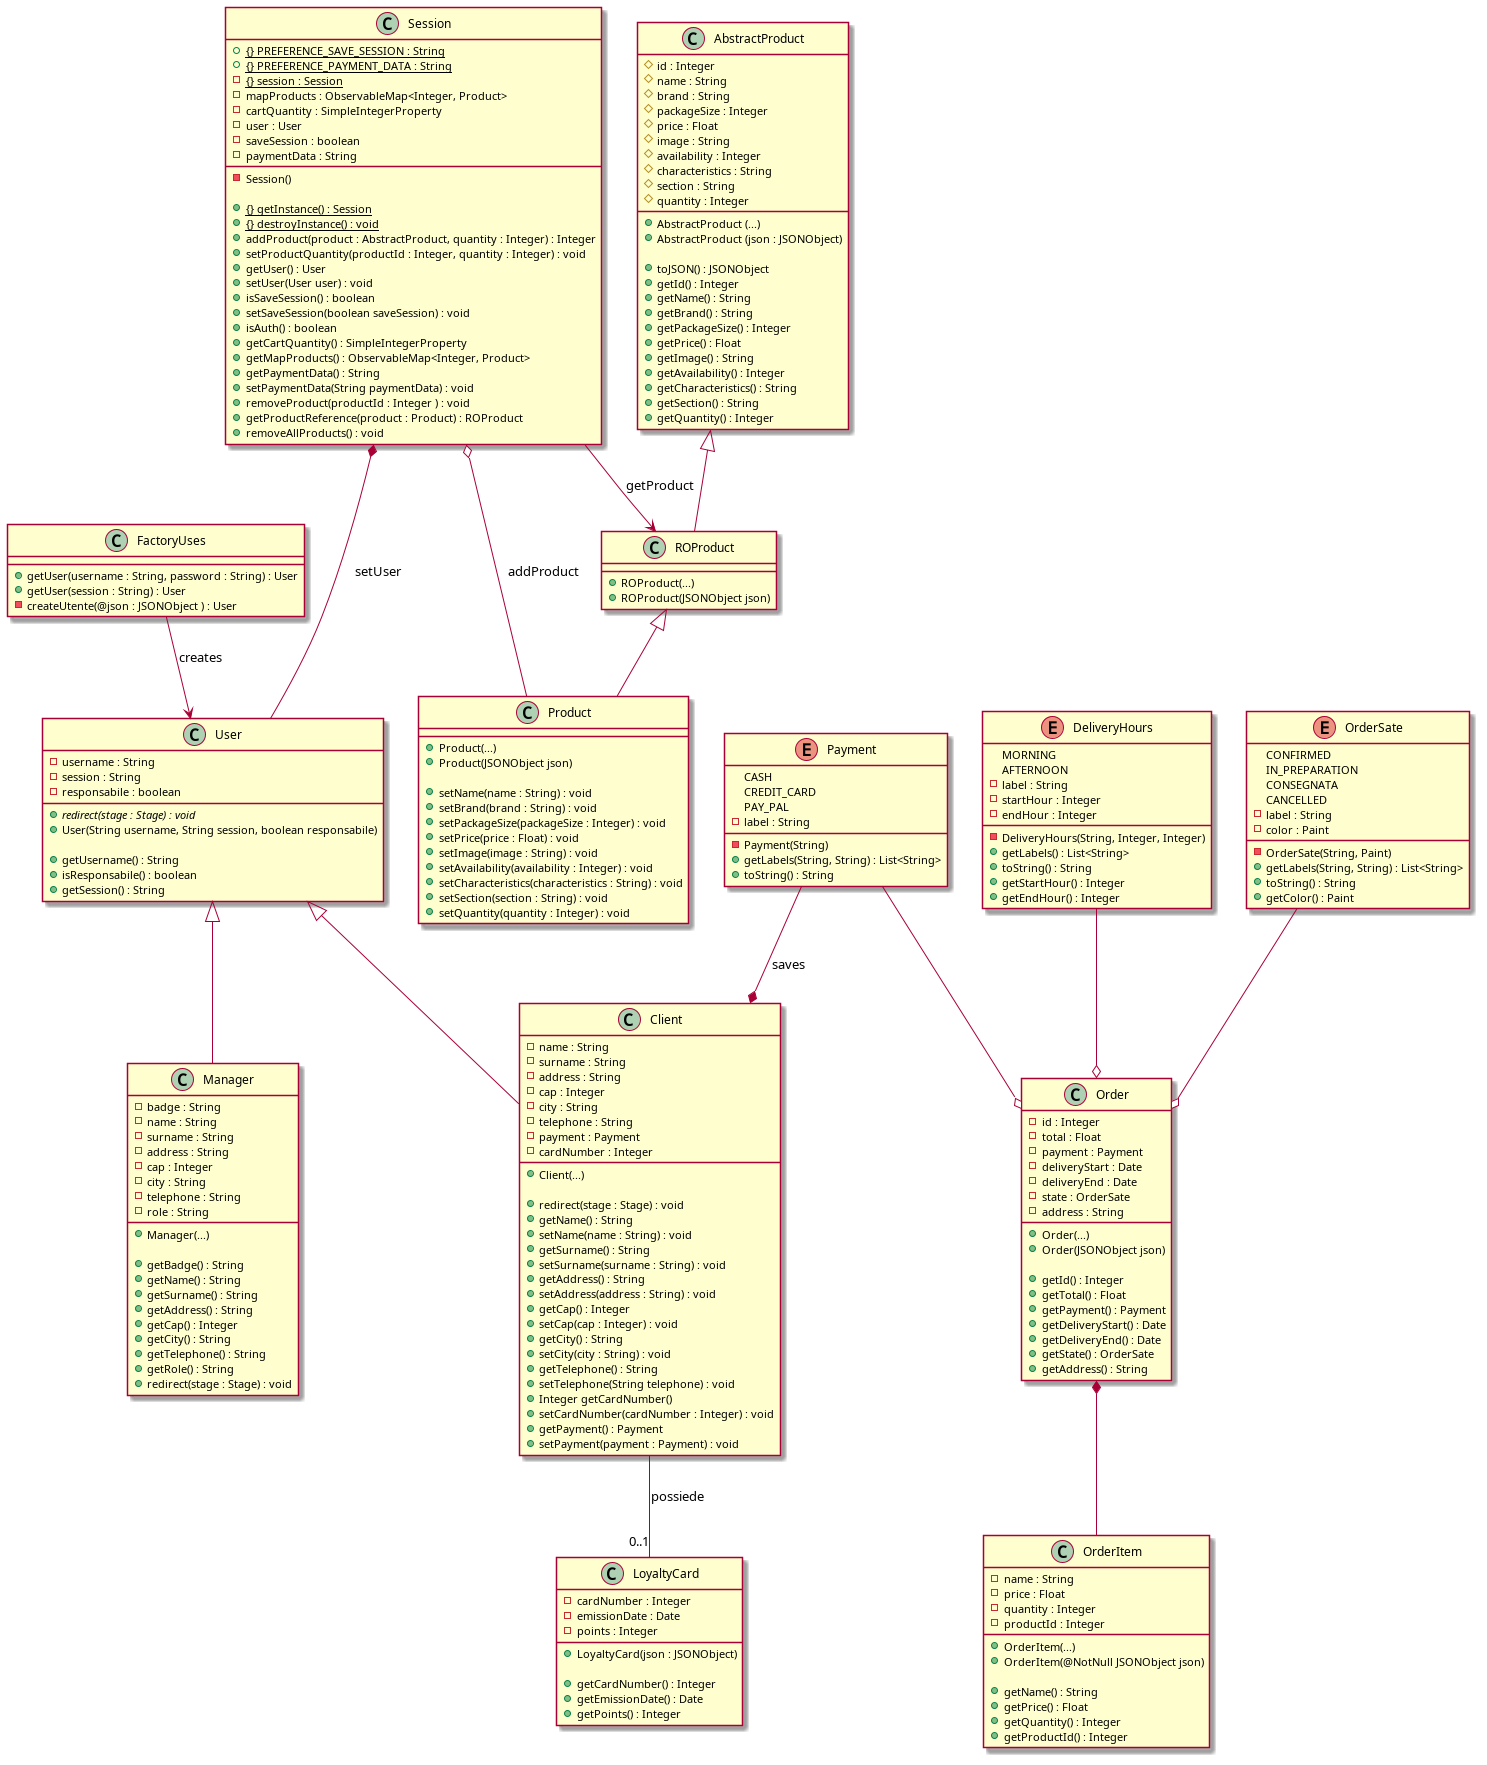 Session
{} PREFERENCE_SAVE_SESSION : String
{} PREFERENCE_PAYMENT_DATA : String
{} session : Session
mapProducts : ObservableMap<Integer, Product>
cartQuantity : SimpleIntegerProperty
user : User
saveSession : boolean
paymentData : String
Session()
{} getInstance() : Session
{} destroyInstance() : void
addProduct(product : AbstractProduct, quantity : Integer) : Integer
setProductQuantity(productId : Integer, quantity : Integer) : void
getUser() : User
setUser(User user) : void
isSaveSession() : boolean
setSaveSession(boolean saveSession) : void
isAuth() : boolean
getCartQuantity() : SimpleIntegerProperty
getMapProducts() : ObservableMap<Integer, Product>
getPaymentData() : String
setPaymentData(String paymentData) : void
removeProduct(productId : Integer ) : void
getProductReference(product : Product) : ROProduct
removeAllProducts() : void
AbstractProduct
id : Integer
name : String
brand : String
packageSize : Integer
price : Float
image : String
availability : Integer
characteristics : String
section : String
quantity : Integer
AbstractProduct (...)
AbstractProduct (json : JSONObject)
toJSON() : JSONObject
getId() : Integer
getName() : String
getBrand() : String
getPackageSize() : Integer
getPrice() : Float
getImage() : String
getAvailability() : Integer
getCharacteristics() : String
getSection() : String
getQuantity() : Integer
getProduct
FactoryUses
getUser(username : String, password : String) : User
getUser(session : String) : User
createUtente(@json : JSONObject ) : User
setUser
addProduct
ROProduct
ROProduct(...)
ROProduct(JSONObject json)
creates
User
username : String
session : String
responsabile : boolean
redirect(stage : Stage) : void
User(String username, String session, boolean responsabile)
getUsername() : String
isResponsabile() : boolean
getSession() : String
Product
Product(...)
Product(JSONObject json)
setName(name : String) : void
setBrand(brand : String) : void
setPackageSize(packageSize : Integer) : void
setPrice(price : Float) : void
setImage(image : String) : void
setAvailability(availability : Integer) : void
setCharacteristics(characteristics : String) : void
setSection(section : String) : void
setQuantity(quantity : Integer) : void
Payment
CASH
CREDIT_CARD
PAY_PAL
label : String
Payment(String)
getLabels(String, String) : List<String>
toString() : String
DeliveryHours
MORNING
AFTERNOON
label : String
startHour : Integer
endHour : Integer
DeliveryHours(String, Integer, Integer)
getLabels() : List<String>
toString() : String
getStartHour() : Integer
getEndHour() : Integer
OrderSate
CONFIRMED
IN_PREPARATION
CONSEGNATA
CANCELLED
label : String
color : Paint
OrderSate(String, Paint)
getLabels(String, String) : List<String>
toString() : String
getColor() : Paint
saves
Manager
badge : String
name : String
surname : String
address : String
cap : Integer
city : String
telephone : String
role : String
Manager(...)
getBadge() : String
getName() : String
getSurname() : String
getAddress() : String
getCap() : Integer
getCity() : String
getTelephone() : String
getRole() : String
redirect(stage : Stage) : void
Client
name : String
surname : String
address : String
cap : Integer
city : String
telephone : String
payment : Payment
cardNumber : Integer
Client(...)
redirect(stage : Stage) : void
getName() : String
setName(name : String) : void
getSurname() : String
setSurname(surname : String) : void
getAddress() : String
setAddress(address : String) : void
getCap() : Integer
setCap(cap : Integer) : void
getCity() : String
setCity(city : String) : void
getTelephone() : String
setTelephone(String telephone) : void
Integer getCardNumber()
setCardNumber(cardNumber : Integer) : void
getPayment() : Payment
setPayment(payment : Payment) : void
Order
id : Integer
total : Float
payment : Payment
deliveryStart : Date
deliveryEnd : Date
state : OrderSate
address : String
Order(...)
Order(JSONObject json)
getId() : Integer
getTotal() : Float
getPayment() : Payment
getDeliveryStart() : Date
getDeliveryEnd() : Date
getState() : OrderSate
getAddress() : String
possiede
0..1
LoyaltyCard
cardNumber : Integer
emissionDate : Date
points : Integer
LoyaltyCard(json : JSONObject)
getCardNumber() : Integer
getEmissionDate() : Date
getPoints() : Integer
OrderItem
name : String
price : Float
quantity : Integer
productId : Integer
OrderItem(...)
OrderItem(@NotNull JSONObject json)
getName() : String
getPrice() : Float
getQuantity() : Integer
getProductId() : Integer